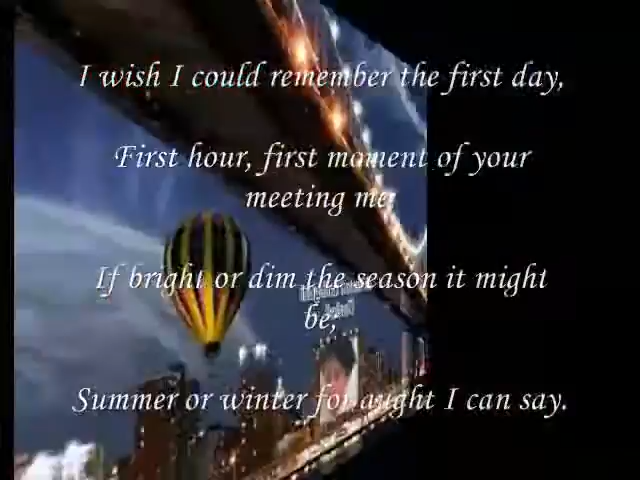 I wish I could remember the first day,
First hour, first moment of your
meeting me,
If bright or dim the season it might
be;
Summer or winter for aught I can say.